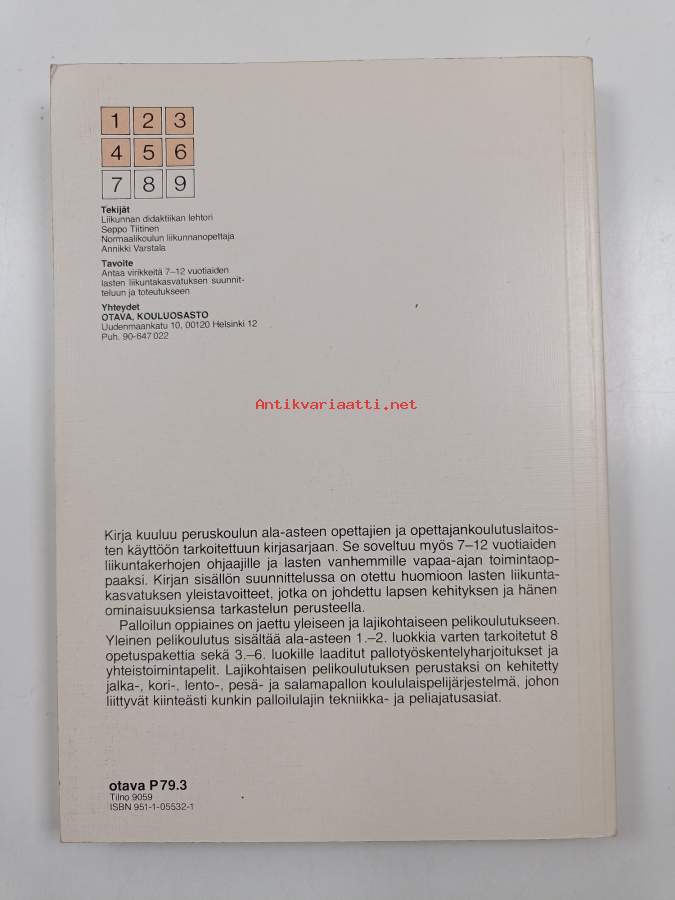 1 2 3
4 5 6
7 8 9
Tekijät
Liikunnan didaktiikan lehtori
Seppo Tiitinen
Normaalikoulun liikunnanopettaja
Annikki Varstala
Tavoite
Antaa virikkeitä 7–12 vuotiaiden
lasten liikuntakasvatuksen suunnit-
teluun ja toteutukseen
Yhteydet
OTAVA, KOULUOSASTO
Uudenmaankatu 10, 00120 Helsinki 12
Puh. 90-647 022
Antikvariaatti.net
Kirja kuuluu peruskoulun ala-asteen opettajien ja opettajankoulutuslaitos-
ten käyttöön tarkoitettuun kirjasarjaan. Se soveltuu myös 7–12 vuotiaiden
liikuntakerhojen ohjaajille ja lasten vanhemmille vapaa-ajan toimintaop-
paaksi. Kirjan sisällön suunnittelussa on otettu huomioon lasten liikunta-
kasvatuksen yleistavoitteet, jotka on johdettu lapsen kehityksen ja hänen
ominaisuuksiensa tarkastelun perusteella.
Palloilun oppiaines on jaettu yleiseen ja lajikohtaiseen pelikoulutukseen.
Yleinen pelikoulutus sisältää ala-asteen 1.–2. luokkia varten tarkoitetut 8
opetuspakettia sekä 3.–6. luokille laaditut pallotyöskentelyharjoitukset ja
yhteistoimintapelit. Lajikohtaisen pelikoulutuksen perustaksi on kehitetty
jalka-, kori-, lento-, pesä- ja salamapallon koululaispelijärjestelmä, johon
liittyvät kiinteästi kunkin palloilulajin tekniikka- ja peliajatusasiat.
otava P79.3
Tilno 9059
ISBN 951-1-05532-1